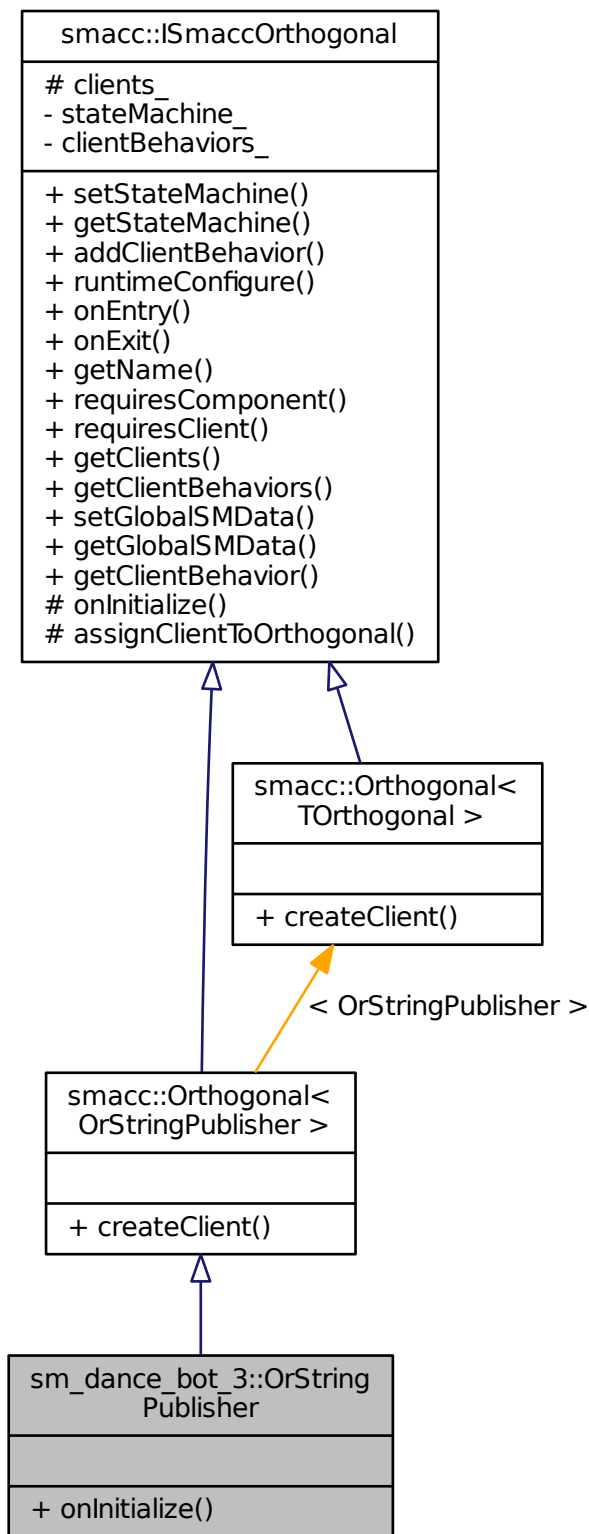 smacc::ISmaccOrthogonal
# clients_
- stateMachine_
- clientBehaviors_
+ setStateMachine()
+ getStateMachine()
+ addClientBehavior()
+ runtimeConfigure()
+ onEntry()
+ onExit()
+ getName()
+ requiresComponent()
+ requiresClient()
+ getClients()
+ getClientBehaviors()
+ setGlobalSMData()
+ getGlobalSMData()
+ getClientBehavior()
# onInitialize()
# assignClientToOrthogonal()
smacc::Orthogonal<
TOrthogonal >
+ createClient()
< OrStringPublisher >
smacc::Orthogonal<
OrStringPublisher >
+ createClient()
sm_dance_bot_3::OrString
Publisher
+ onInitialize()